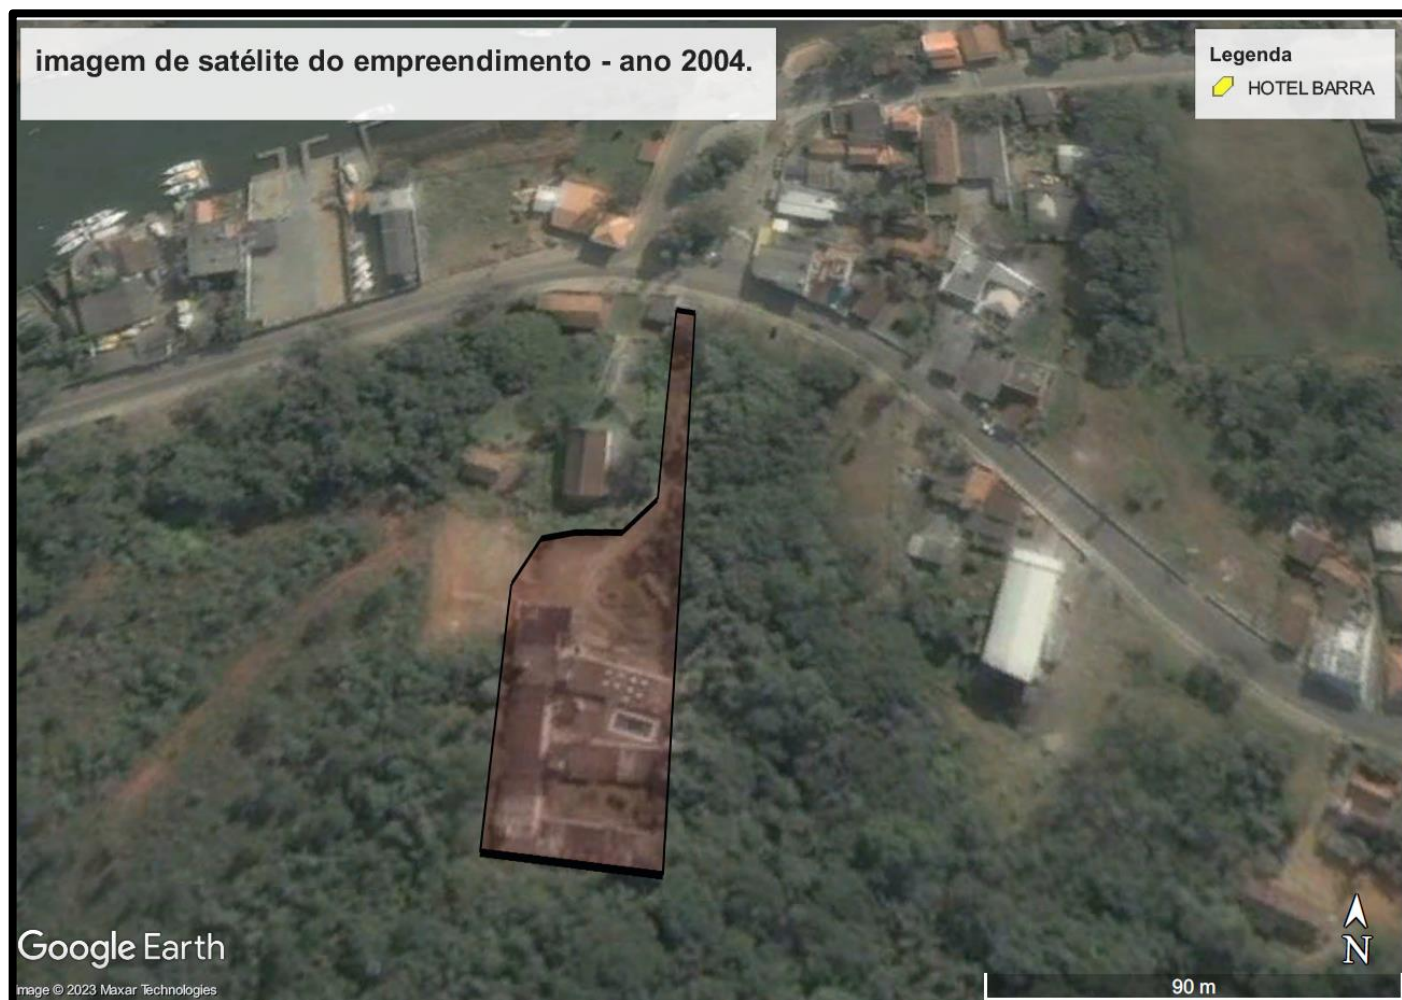 imagem de satélite do empreendimento - ano 2004.
Legenda
HOTEL BARRA
Google Earth
Image © 2023 Maxar Technologies
N
90 m